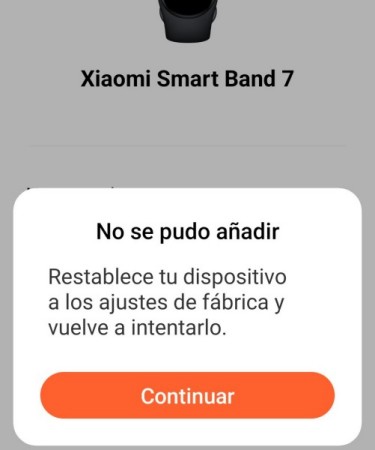 Xiaomi Smart Band 7
No se pudo añadir
Restablece tu dispositivo
a los ajustes de fábrica y
vuelve a intentarlo.
Continuar